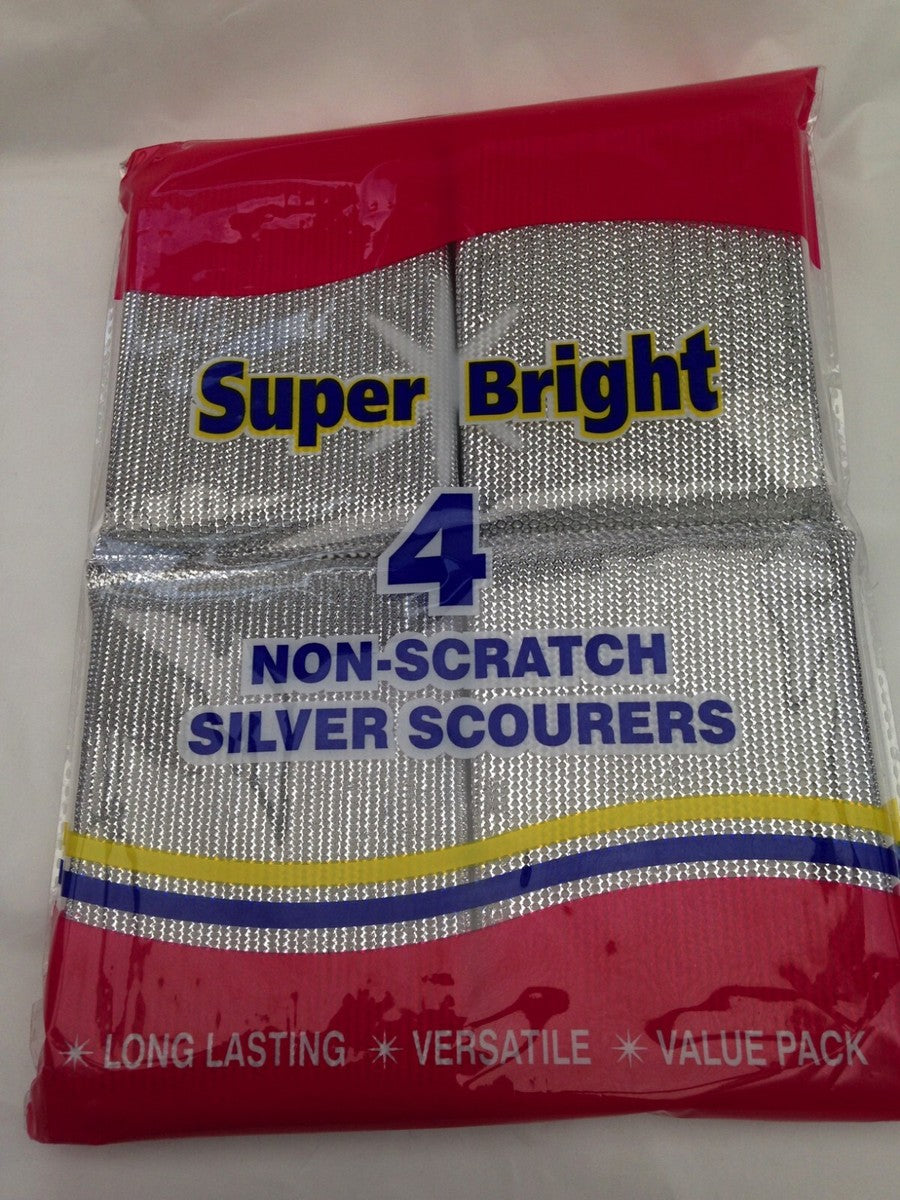 Super Bright
4
NON-SCRATCH
SILVER SCOURERS
LONG LASTING VERSATILE VALUE PACK